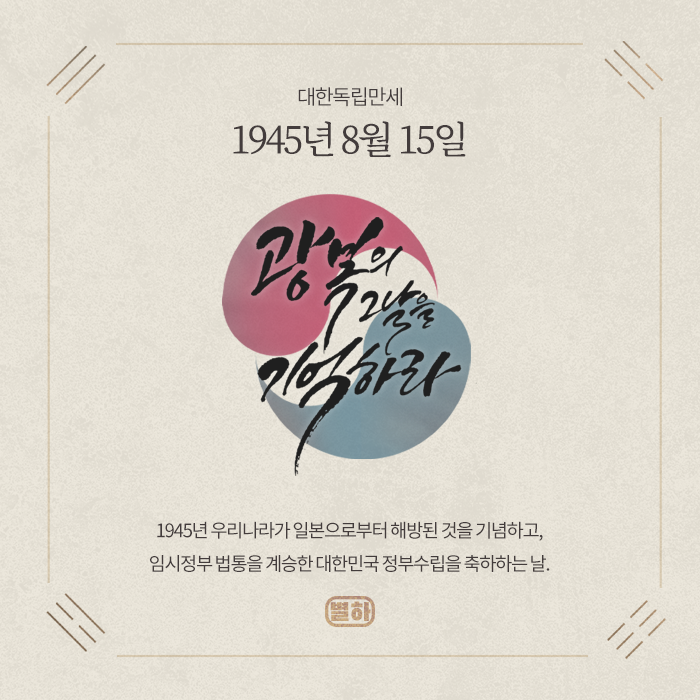 대한독립만세
1945년 8월 15일
광복의
그날을
기억하라
1945년 우리나라가 일본으로부터 해방된 것을 기념하고,
임시정부 법통을 계승한 대한민국 정부수립을 축하하는 날.
별하